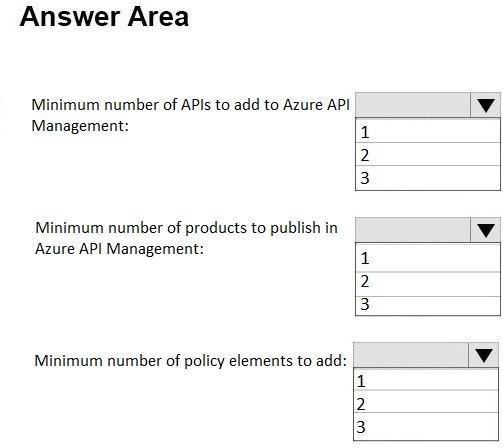 Answer Area
Minimum number of APIs to add to Azure API
Management:
1
2
3
Minimum number of products to publish in
Azure API Management:
1
2
3
Minimum number of policy elements to add:
1
2
3